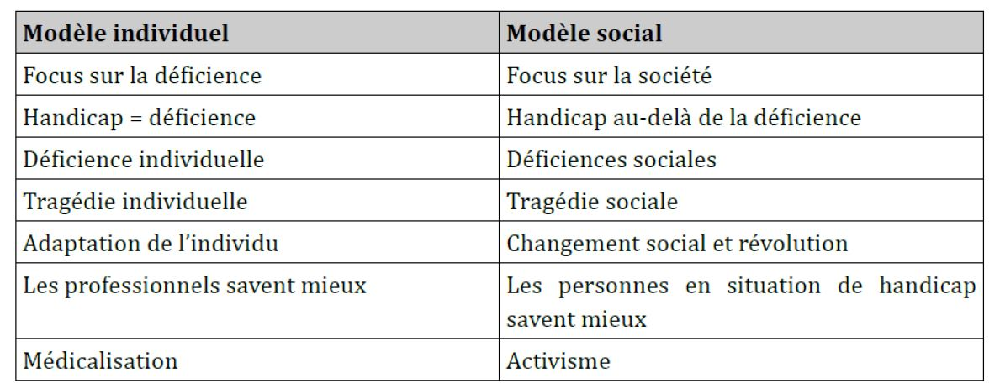 Modèle individuel
Modèle social
Focus sur la déficience
Focus sur la société
Handicap = déficience
Handicap au-delà de la déficience
Déficience individuelle
Déficiences sociales
Tragédie individuelle
Tragédie sociale
Adaptation de l’individu
Changement social et révolution
Les professionnels savent mieux
Les personnes en situation de handicap
savent mieux
Médicalisation
Activisme